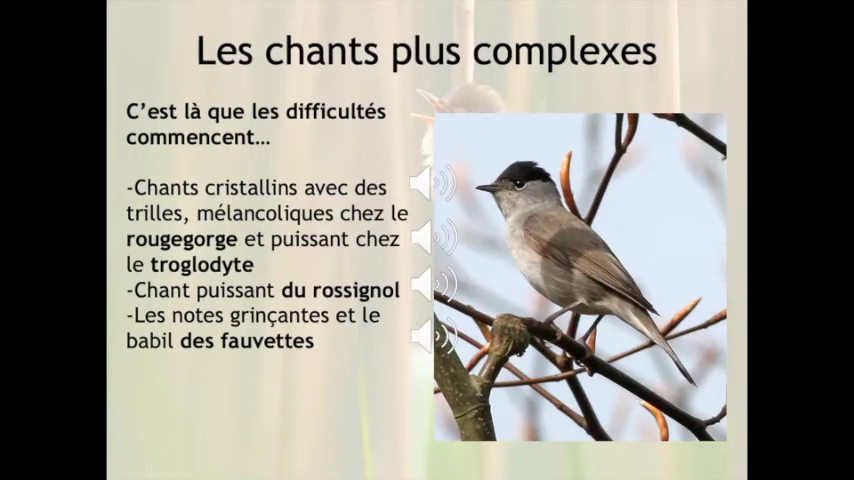 Les chants plus complexes
C'est là que les difficultés
commencent…
-Chants cristallins avec des
trilles, mélancoliques chez le
rougegorge et puissant chez
le troglodyte
-Chant puissant du rossignol
-Les notes grinçantes et le
babil des fauvettes